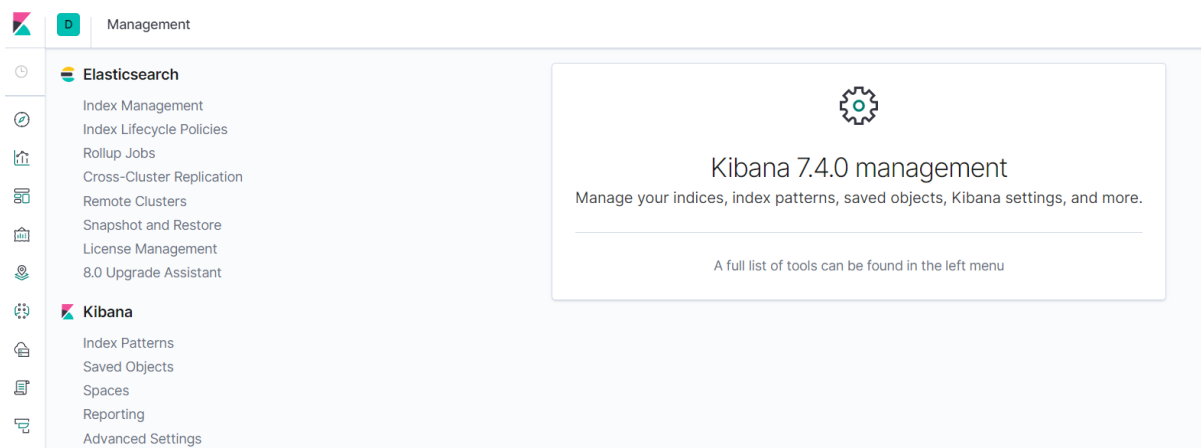 D
Management
Elasticsearch
Index Management
Index Lifecycle Policies
Rollup Jobs
Cross-Cluster Replication
Remote Clusters
Snapshot and Restore
License Management
8.0 Upgrade Assistant
Kibana
Index Patterns
Saved Objects
Spaces
Reporting
Advanced Settings
Kibana 7.4.0 management
Manage your indices, index patterns, saved objects, Kibana settings, and more.
A full list of tools can be found in the left menu